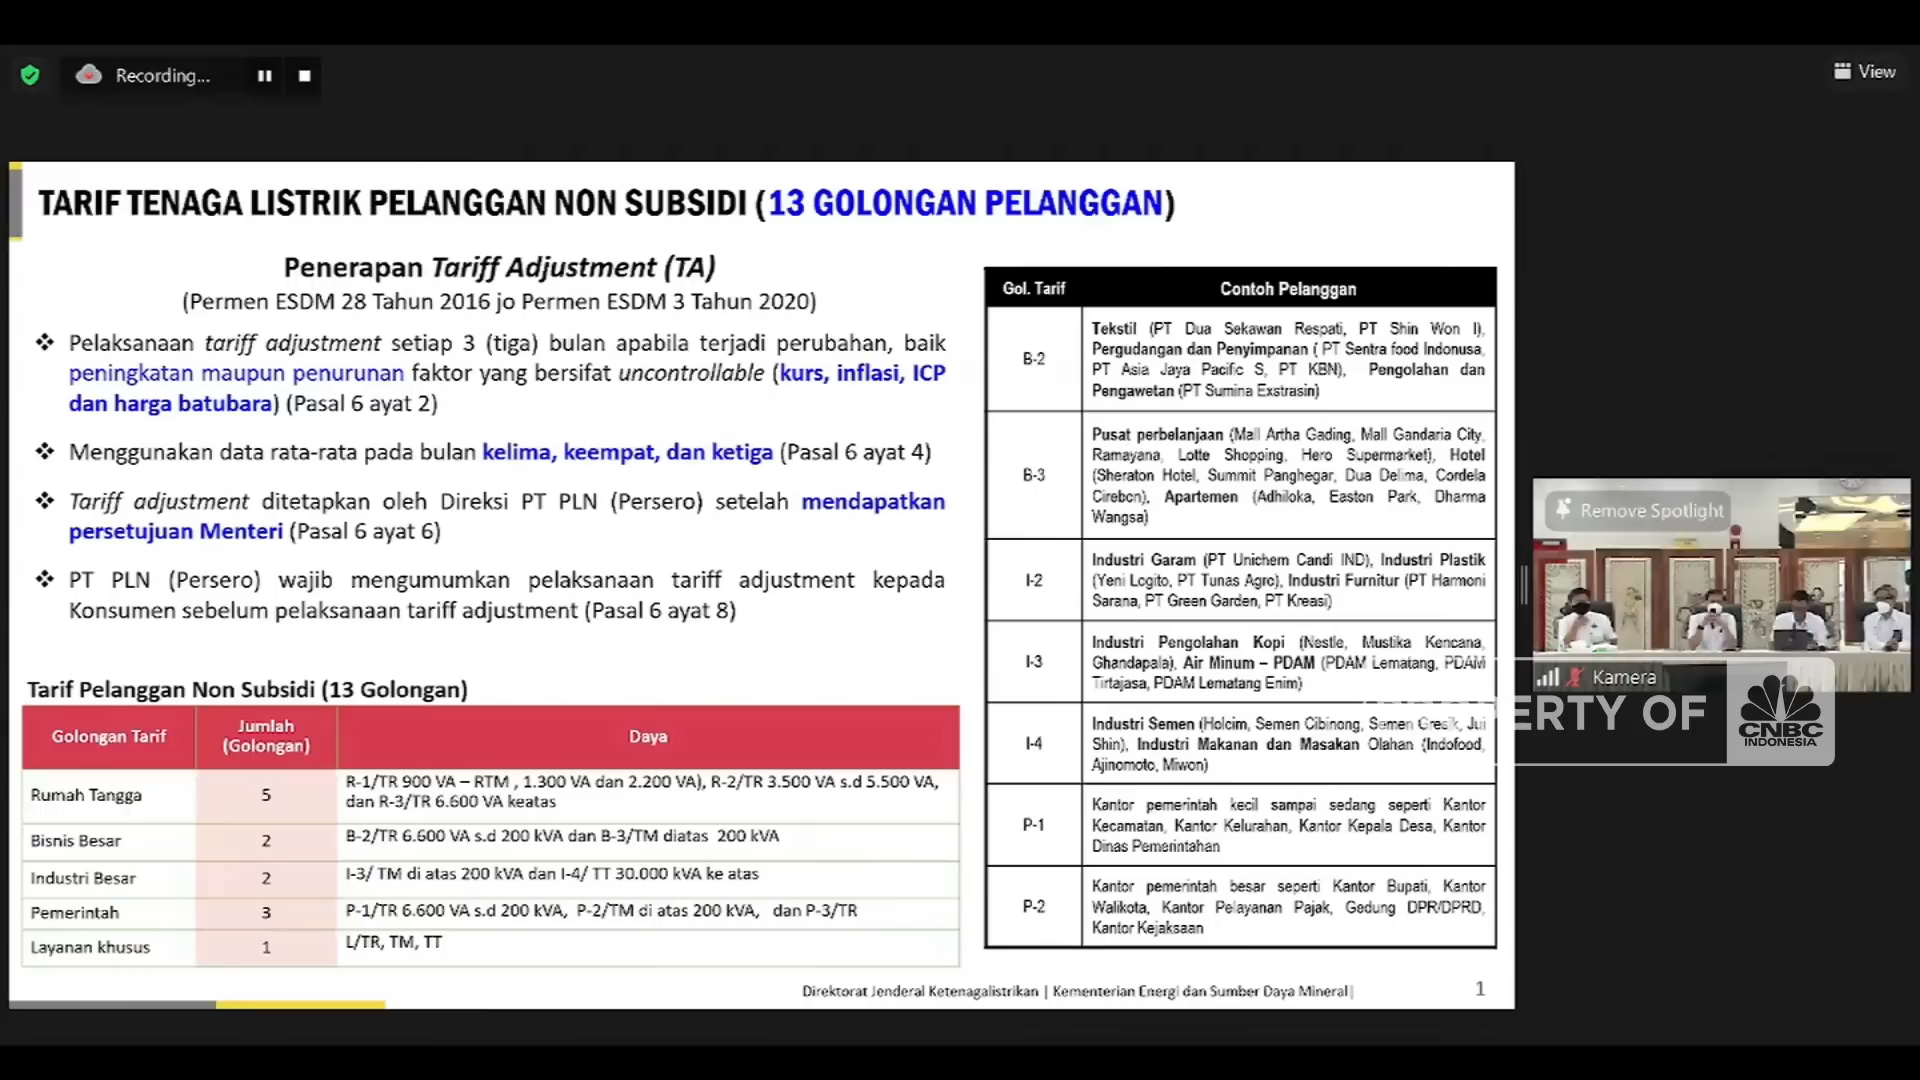 Recording...
View
TARIF TENAGA LISTRIK PELANGGAN NON SUBSIDI (13 GOLONGAN PELANGGAN)
Penerapan Tariff Adjustment (TA)
(Permen ESDM 28 Tahun 2016 jo Permen ESDM 3 Tahun 2020)
❖ Pelaksanaan tariff adjustment setiap 3 (tiga) bulan apabila terjadi perubahan, baik
peningkatan maupun penurunan faktor yang bersifat uncontrollable (kurs, inflasi, ICP
dan harga batubara) (Pasal 6 ayat 2)
❖ Menggunakan data rata-rata pada bulan kelima, keempat, dan ketiga (Pasal 6 ayat 4)
❖ Tariff adjustment ditetapkan oleh Direksi PT PLN (Persero) setelah mendapatkan
persetujuan Menteri (Pasal 6 ayat 6)
❖ PT PLN (Persero) wajib mengumumkan pelaksanaan tariff adjustment kepada
Konsumen sebelum pelaksanaan tariff adjustment (Pasal 6 ayat 8)
Tarif Pelanggan Non Subsidi (13 Golongan)
Golongan Tarif Jumlah (Golongan) Daya
Rumah Tangga 5 R-1/TR 900 VA – RTM , 1.300 VA dan 2.200 VA), R-2/TR 3.500 VA s.d 5.500 VA,
dan R-3/TR 6.600 VA keatas
Bisnis Besar 2 B-2/TR 6.600 VA s.d 200 kVA dan B-3/TM diatas 200 kVA
Industri Besar 2 I-3/ TM di atas 200 kVA dan I-4/ TT 30.000 kVA ke atas
Pemerintah 3 P-1/TR 6.600 VA s.d 200 kVA, P-2/TM di atas 200 kVA, dan P-3/TR
Layanan khusus 1 L/TR, TM, TT
Gol. Tarif Contoh Pelanggan
B-2
Tekstil (PT Dua Sekawan Respati, PT Shin Won I),
Pergudangan dan Penyimpanan ( PT Sentra food Indonusa,
PT Asia Jaya Pacific S, PT KBN), Pengolahan dan
Pengawetan (PT Sumina Exstrasin)
B-3
Pusat perbelanjaan (Mall Artha Gading, Mall Gandaria City,
Ramayana, Lotte Shopping, Hero Supermarket), Hotel
(Sheraton Hotel, Summit Panghegar, Dua Delima, Cordela
Cirebon), Apartemen (Adhiloka, Easton Park, Dharma
Wangsa)
I-2
Industri Garam (PT Unichem Candi IND), Industri Plastik
(Yeni Logito, PT Tunas Agro), Industri Furnitur (PT Harmoni
Sarana, PT Green Garden, PT Kreasi)
I-3
Industri Pengolahan Kopi (Nestle, Mustika Kencana,
Ghandapala), Air Minum – PDAM (PDAM Lematang, PDAM
Tirtajasa, PDAM Lematang Enim)
I-4
Industri Semen (Holcim, Semen Cibinong, Semen Gresik, Jui
Shin), Industri Makanan dan Masakan Olahan (Indofood,
Ajinomoto, Miwon)
P-1
Kantor pemerintah kecil sampai sedang seperti Kantor
Kecamatan, Kantor Kelurahan, Kantor Kepala Desa, Kantor
Dinas Pemerintahan
P-2
Kantor pemerintah besar seperti Kantor Bupati, Kantor
Walikota, Kantor Pelayanan Pajak, Gedung DPR/DPRD,
Kantor Kejaksaan
Direktorat Jenderal Ketenagalistrikan | Kementerian Energi dan Sumber Daya Mineral|
1
Remove Spotlight
Kamera
PROPERTY OF
CNBC
INDONESIA